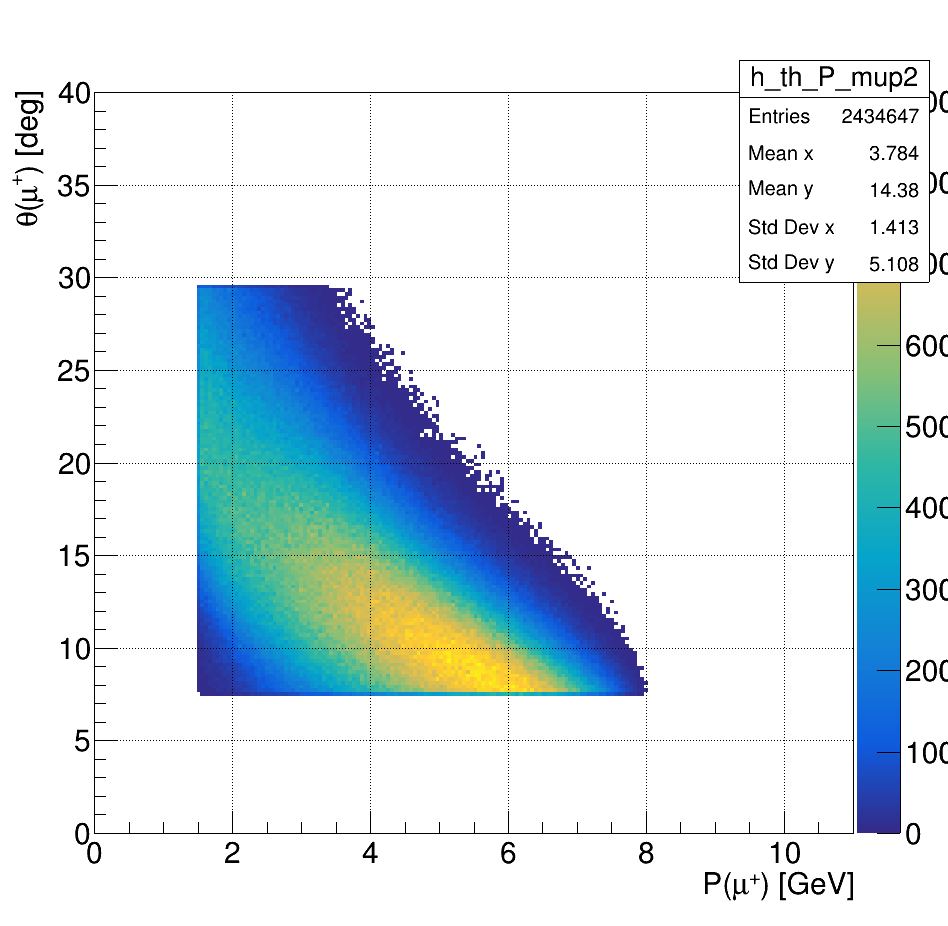 h_th_P_mup2
Entries 2434647
Mean x 3.784
Mean y 14.38
Std Dev x 1.413
Std Dev y 5.108
θ(μ⁺) [deg]
40
35
30
25
20
15
10
5
0
0 2 4 6 8 10
P(μ⁺) [GeV]
600
500
400
300
200
100
0